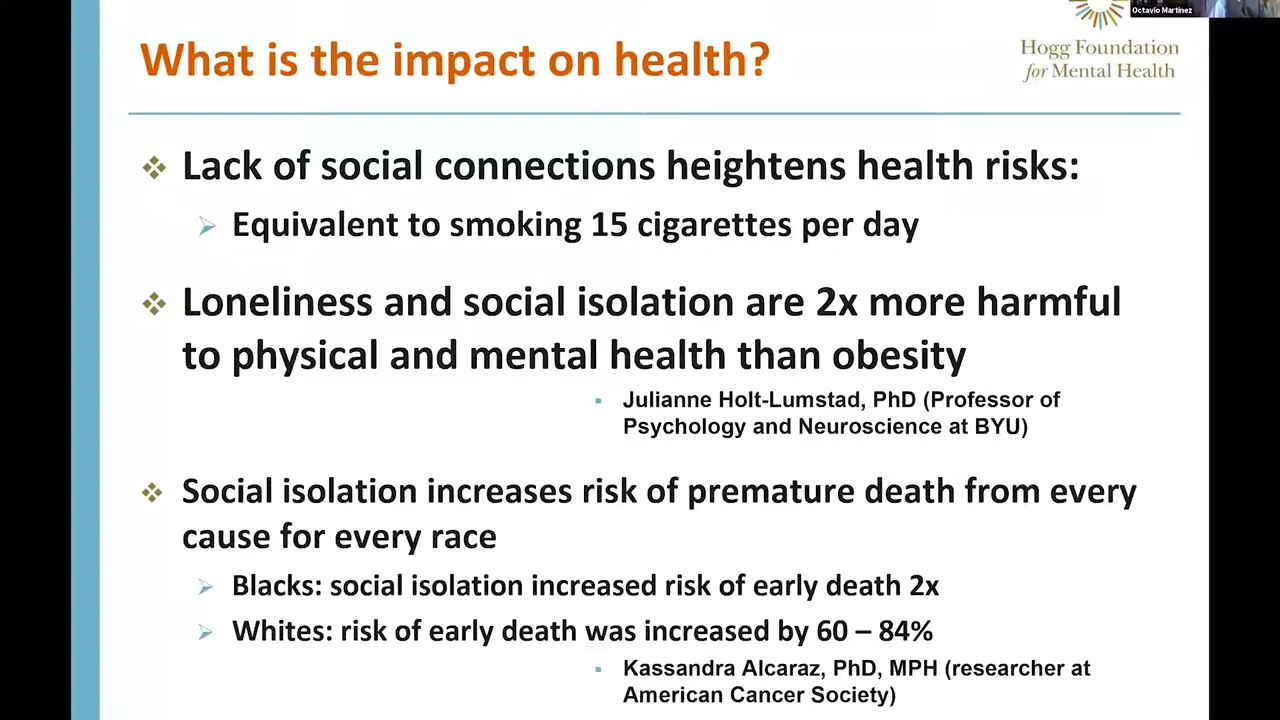 Octavio Martinez
What is the impact on health?
Hogg Foundation
for Mental Health
Lack of social connections heightens health risks:
Equivalent to smoking 15 cigarettes per day
Loneliness and social isolation are 2x more harmful
to physical and mental health than obesity
Julianne Holt-Lumstad, PhD (Professor of
Psychology and Neuroscience at BYU)
Social isolation increases risk of premature death from every
cause for every race
Blacks: social isolation increased risk of early death 2x
Whites: risk of early death was increased by 60 – 84%
Kassandra Alcaraz, PhD, MPH (researcher at
American Cancer Society)